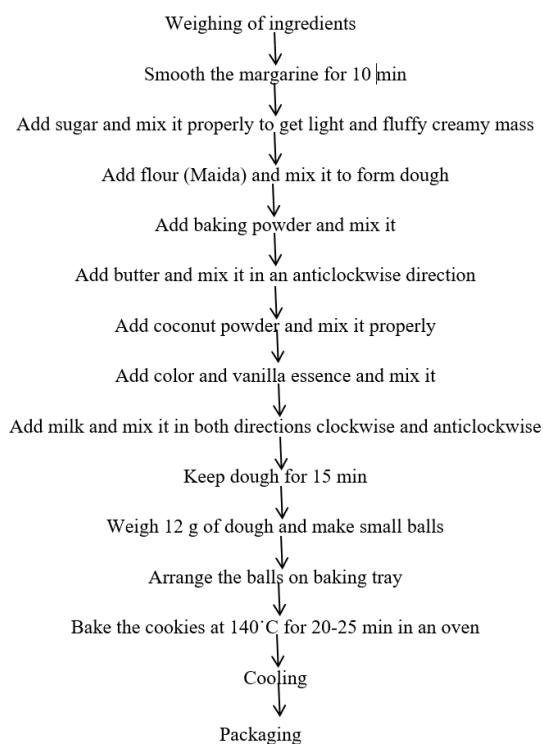 Weighing of ingredients
Smooth the margarine for 10 min
Add sugar and mix it properly to get light and fluffy creamy mass
Add flour (Maida) and mix it to form dough
Add baking powder and mix it
Add butter and mix it in an anticlockwise direction
Add coconut powder and mix it properly
Add color and vanilla essence and mix it
Add milk and mix it in both directions clockwise and anticlockwise
Keep dough for 15 min
Weigh 12 g of dough and make small balls
Arrange the balls on baking tray
Bake the cookies at 140˚C for 20-25 min in an oven
Cooling
Packaging